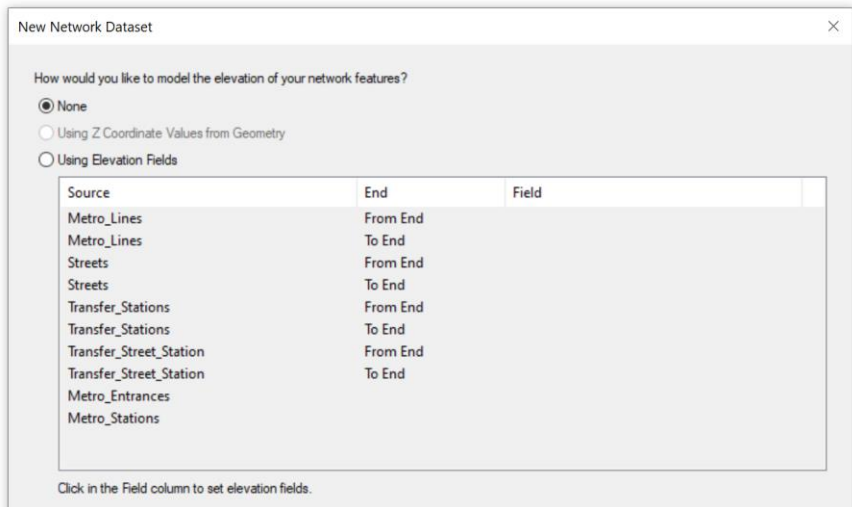 New Network Dataset
How would you like to model the elevation of your network features?
None
Using Z Coordinate Values from Geometry
Using Elevation Fields
Source End Field
Metro_Lines From End
Metro_Lines To End
Streets From End
Streets To End
Transfer_Stations From End
Transfer_Stations To End
Transfer_Street_Station From End
Transfer_Street_Station To End
Metro_Entrances
Metro_Stations
Click in the Field column to set elevation fields.